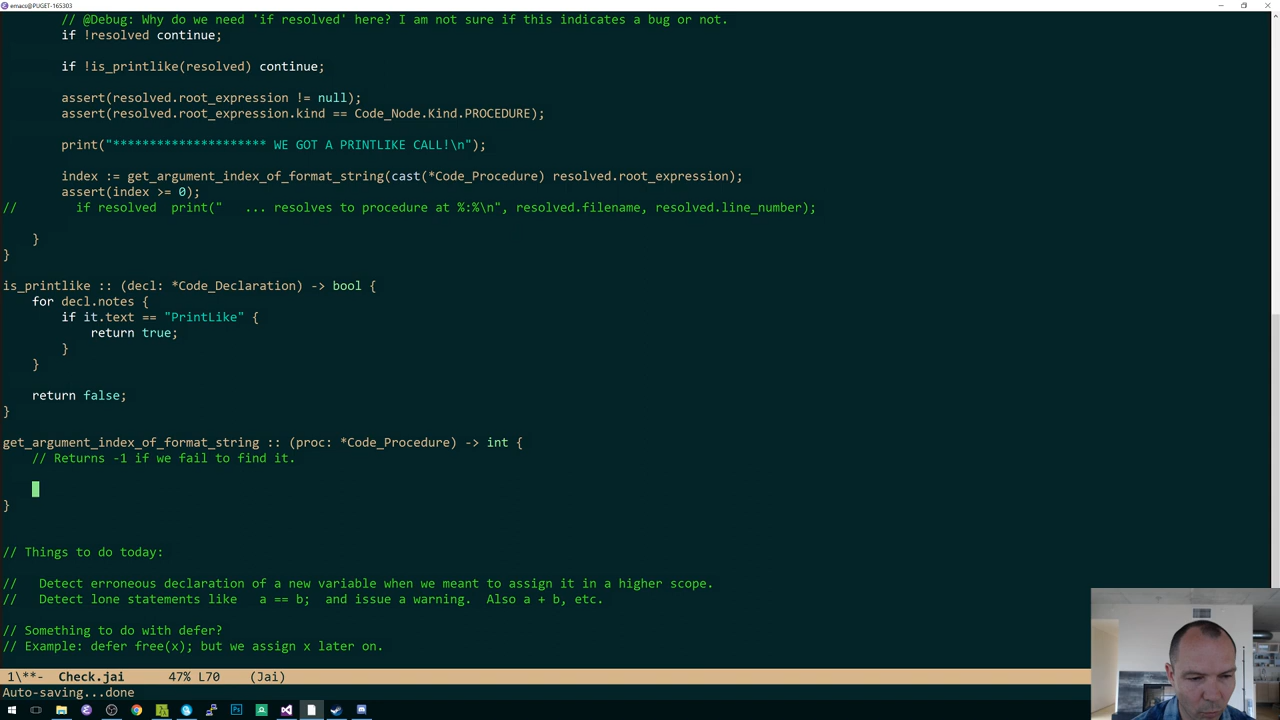 emacs@PUGET-165303
// @Debug: Why do we need 'if resolved' here? I am not sure if this indicates a bug or not.
if !resolved continue;
if !is_printlike(resolved) continue;
assert(resolved.root_expression != null);
assert(resolved.root_expression.kind == Code_Node.Kind.PROCEDURE);
print("********************* WE GOT A PRINTLIKE CALL!\n");
index := get_argument_index_of_format_string(cast(*Code_Procedure) resolved.root_expression);
assert(index >= 0);
//        if resolved  print("   ... resolves to procedure at %:%\n", resolved.filename, resolved.line_number);
}
}
is_printlike :: (decl: *Code_Declaration) -> bool {
for decl.notes {
if it.text == "PrintLike" {
return true;
}
}
return false;
}
get_argument_index_of_format_string :: (proc: *Code_Procedure) -> int {
// Returns -1 if we fail to find it.
}
// Things to do today:
//   Detect erroneous declaration of a new variable when we meant to assign it in a higher scope.
//   Detect lone statements like   a == b;  and issue a warning.  Also a + b, etc.
// Something to do with defer?
// Example: defer free(x); but we assign x later on.
1\**-  Check.jai      47% L70    (Jai)
Auto-saving...done